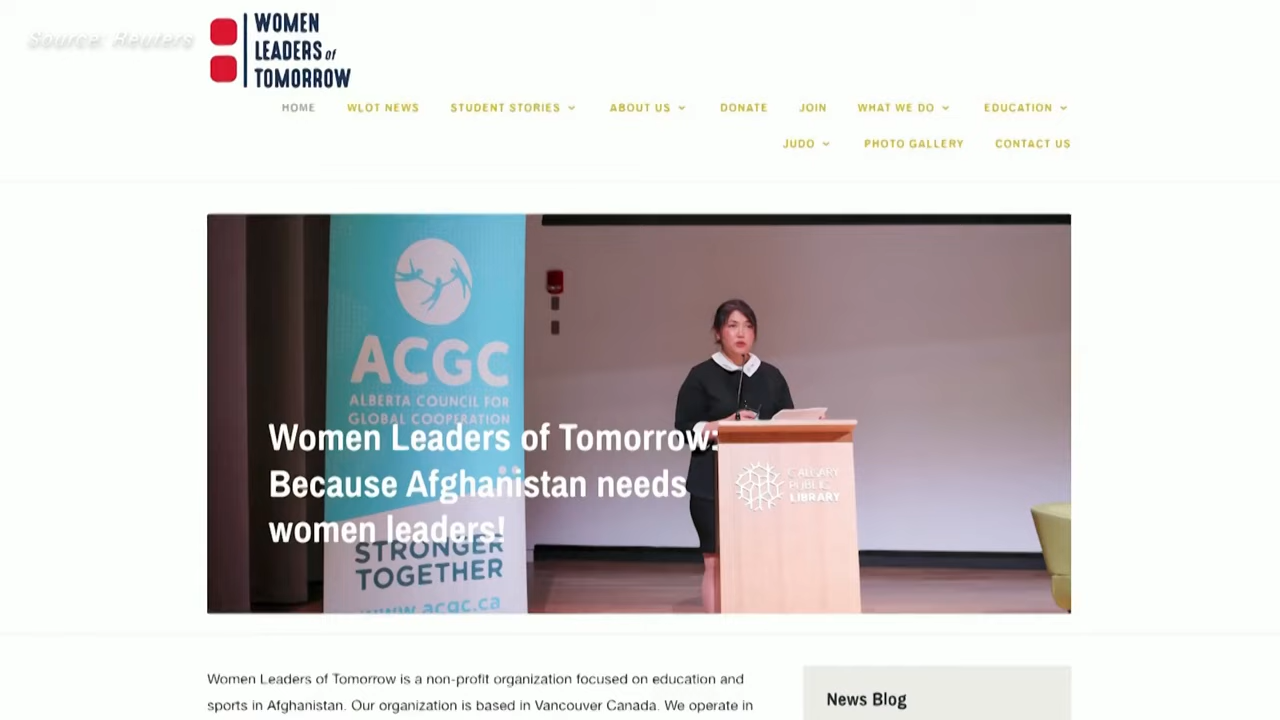 Source: Reuters
WOMEN
LEADERS of
TOMORROW
HOME WLOT NEWS STUDENT STORIES ABOUT US DONATE JOIN WHAT WE DO EDUCATION
JUDO PHOTO GALLERY CONTACT US
ACGC
ALBERTA COUNCIL FOR
GLOBAL COOPERATION
Women Leaders of Tomorrow:
Because Afghanistan needs
women leaders!
STRONGER
TOGETHER
www.acgc.ca
CALGARY
PUBLIC
LIBRARY
Women Leaders of Tomorrow is a non-profit organization focused on education and
sports in Afghanistan. Our organization is based in Vancouver Canada. We operate in
News Blog